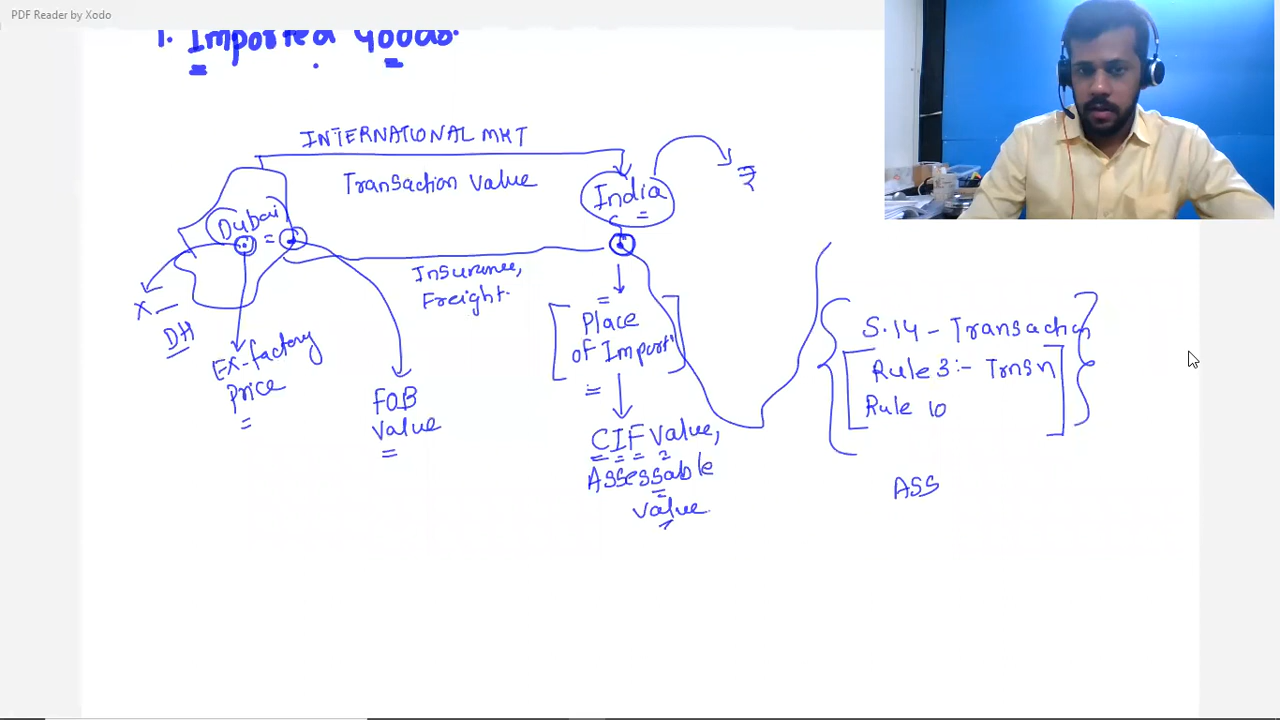 PDF Reader by Xodo
1. Imported Goods.
INTERNATIONAL MKT
Transaction Value
India
₹
Dubai
Insurance,
Freight.
X
DH
Ex-factory
Price
FOB
Value
Place
of Import
CIF Value,
Assessable
value.
S.14 - Transaction
Rule 3:- Trnsn
Rule 10
ASS